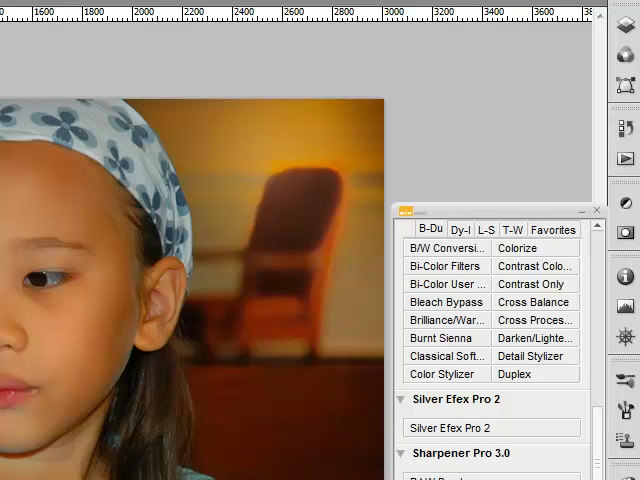 1600 1800 2000 2200 2400 2600 2800 3000 3200 3400 3600
B-Du Dy-I L-S T-W Favorites
B/W Conversi... Colorize
Bi-Color Filters Contrast Colo...
Bi-Color User ... Contrast Only
Bleach Bypass Cross Balance
Brilliance/War... Cross Proces...
Burnt Sienna Darken/Lighte...
Classical Soft... Detail Stylizer
Color Stylizer Duplex
Silver Efex Pro 2
Silver Efex Pro 2
Sharpener Pro 3.0